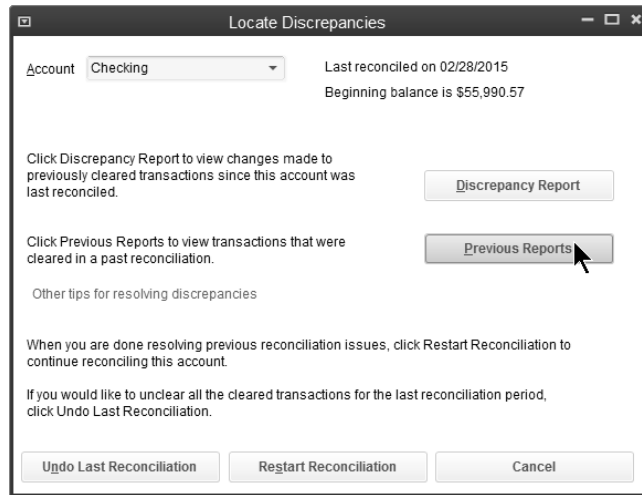 Locate Discrepancies
Account Checking
Last reconciled on 02/28/2015
Beginning balance is $55,990.57
Click Discrepancy Report to view changes made to
previously cleared transactions since this account was
last reconciled.
Discrepancy Report
Click Previous Reports to view transactions that were
cleared in a past reconciliation.
Previous Reports
Other tips for resolving discrepancies
When you are done resolving previous reconciliation issues, click Restart Reconciliation to
continue reconciling this account.
If you would like to unclear all the cleared transactions for the last reconciliation period,
click Undo Last Reconciliation.
Undo Last Reconciliation
Restart Reconciliation
Cancel